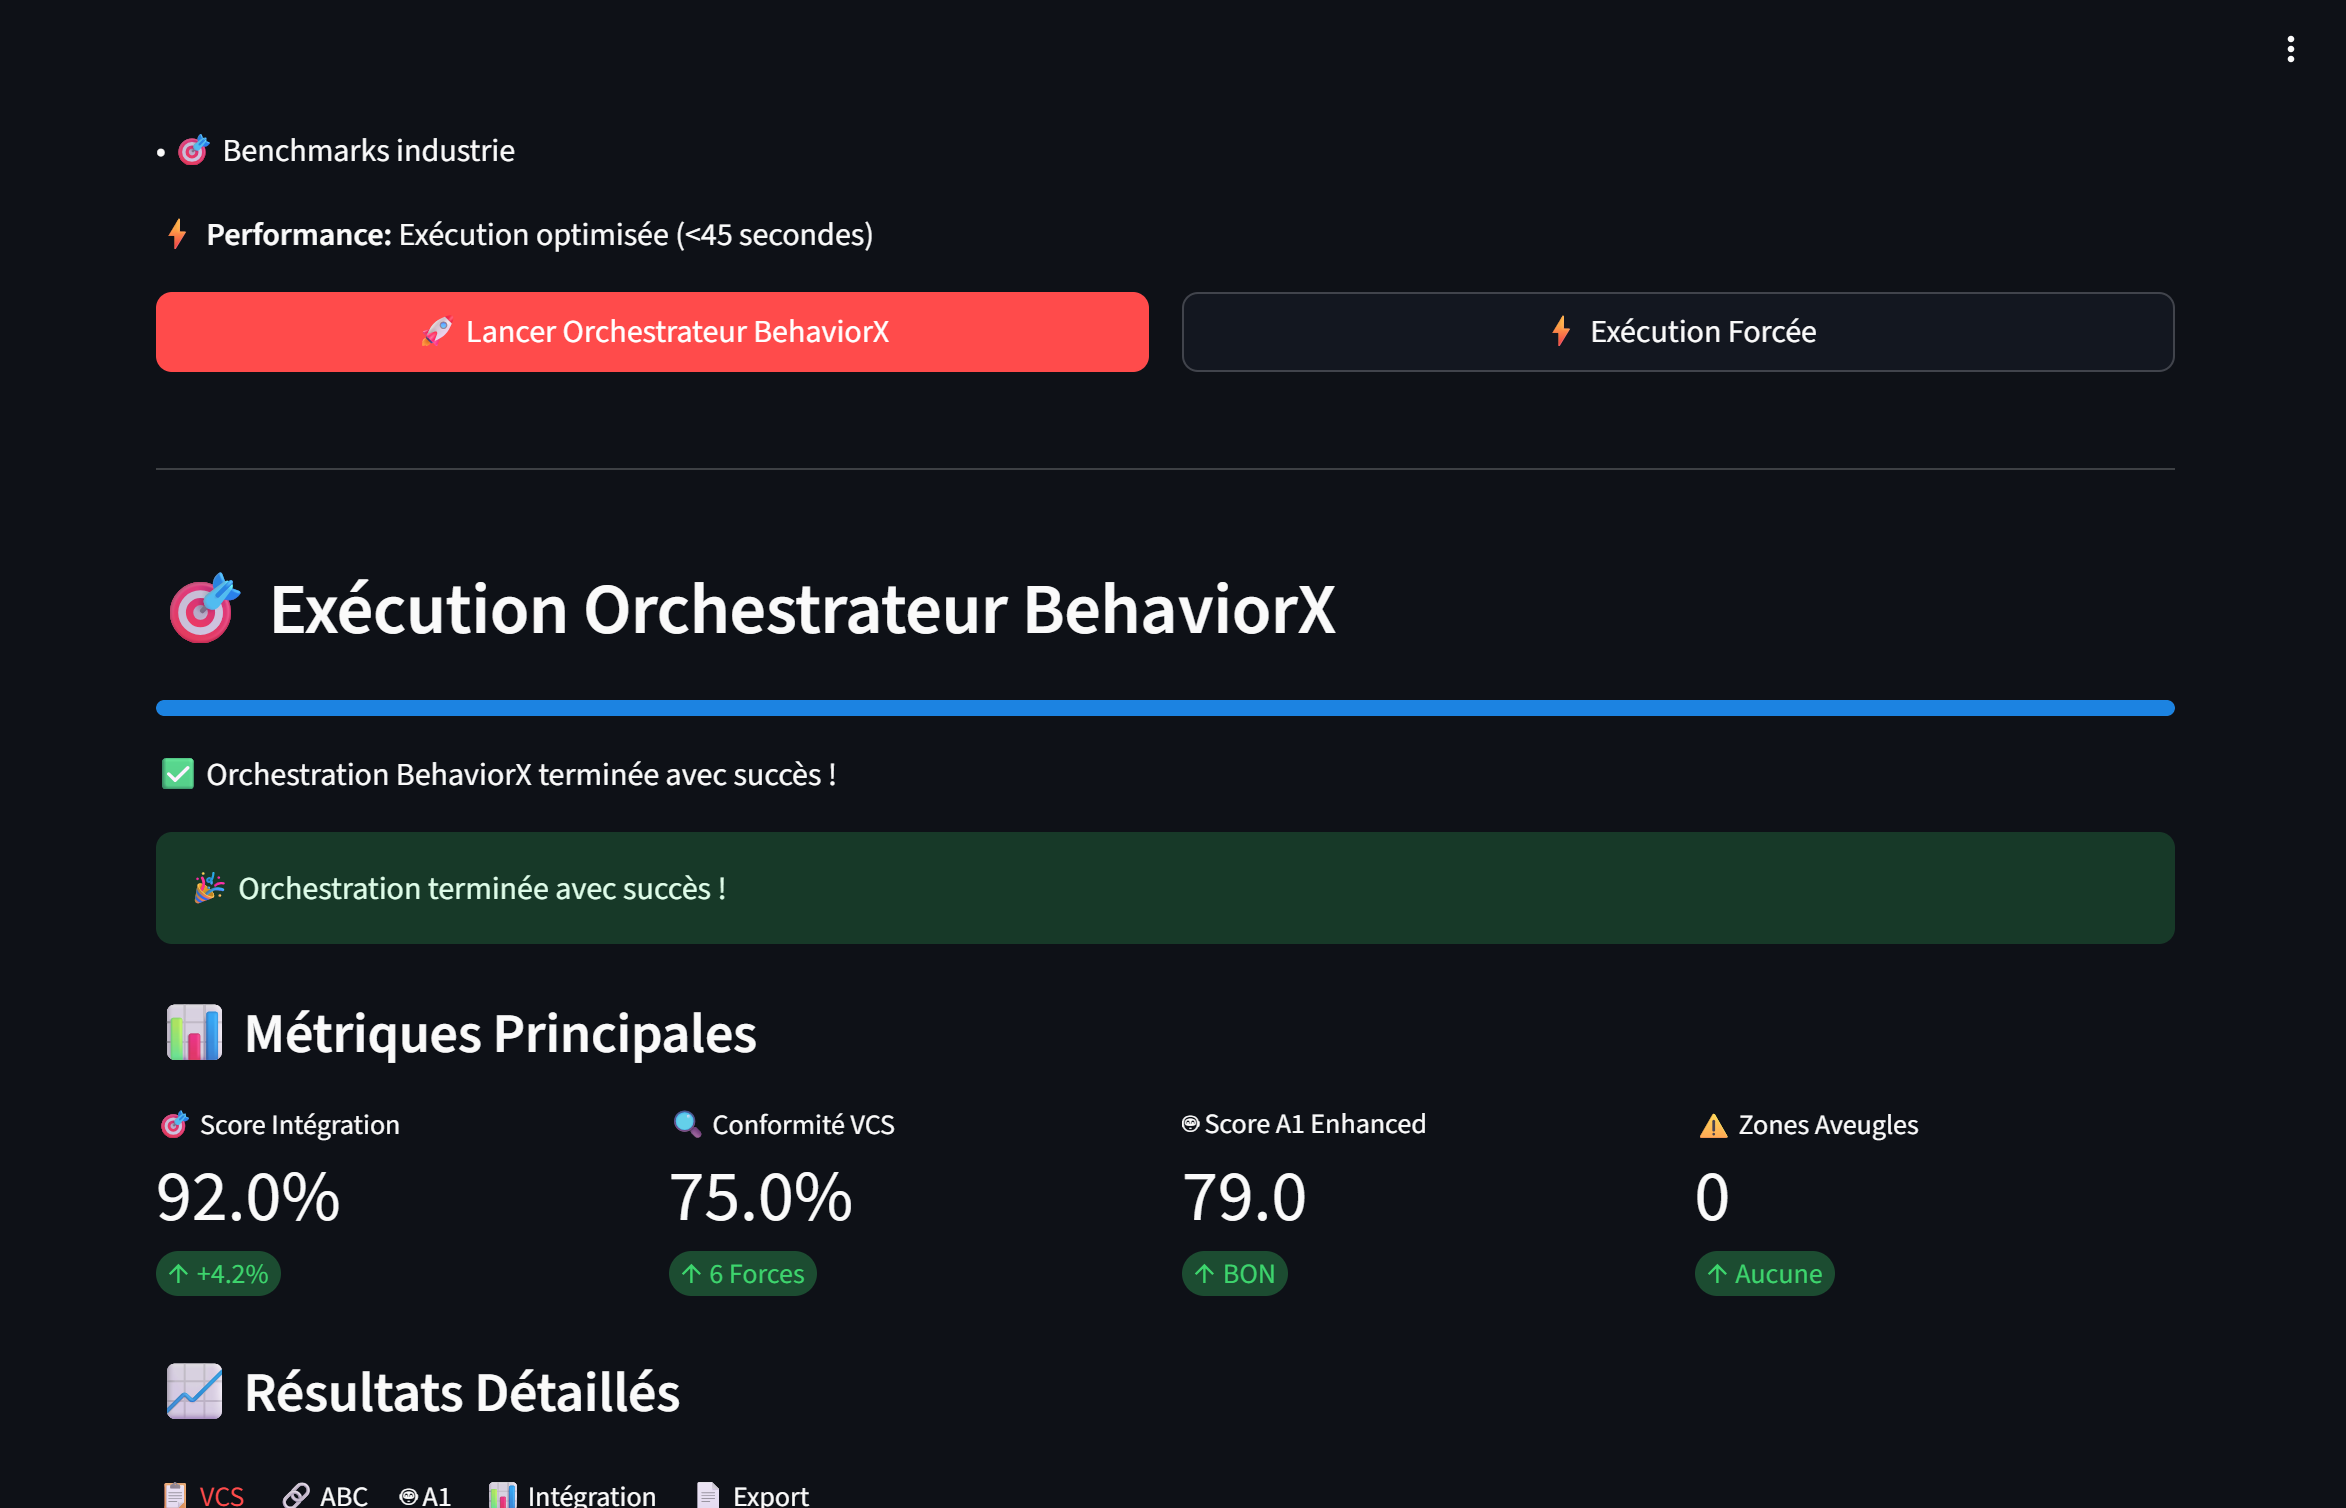 • 🎯 Benchmarks industrie
⚡ Performance: Exécution optimisée (<45 secondes)
🚀 Lancer Orchestrateur BehaviorX
⚡ Exécution Forcée
🎯 Exécution Orchestrateur BehaviorX
✅ Orchestration BehaviorX terminée avec succès !
🎉 Orchestration terminée avec succès !
📊 Métriques Principales
🎯 Score Intégration
92.0%
↑ +4.2%
🔍 Conformité VCS
75.0%
↑ 6 Forces
Score A1 Enhanced
79.0
↑ BON
⚠️ Zones Aveugles
0
↑ Aucune
📈 Résultats Détaillés
📋 VCS 🔗 ABC A1 📊 Intégration 📄 Export